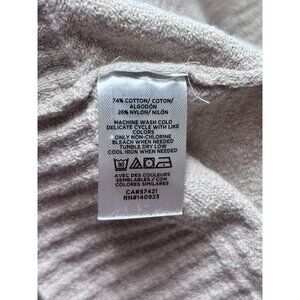 74% COTTON/ COTON/
ALGODÓN
26% NYLON/ NILÓN
MACHINE WASH COLD
DELICATE CYCLE WITH LIKE
COLORS
ONLY NON-CHLORINE
BLEACH WHEN NEEDED
TUMBLE DRY LOW
COOL IRON WHEN NEEDED
30
AVEC DES COULEURS
SEMBLABLES / CON
COLORES SIMILARES
CA#57421
RN#140923